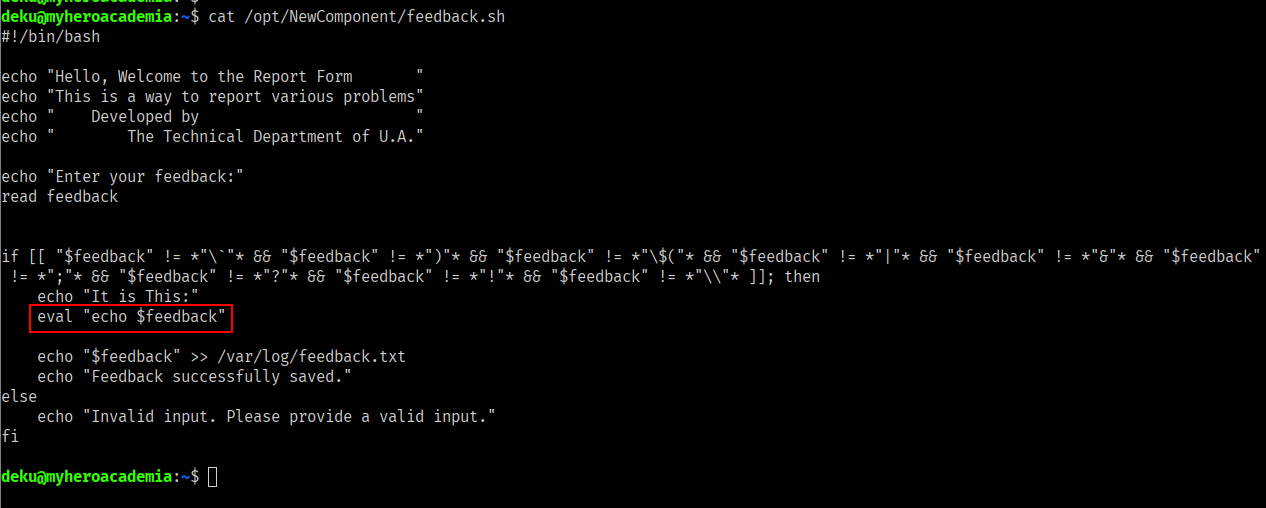 deku@myheroacademia:~$ cat /opt/NewComponent/feedback.sh
#!/bin/bash

echo "Hello, Welcome to the Report Form       "
echo "This is a way to report various problems"
echo "    Developed by                        "
echo "        The Technical Department of U.A."

echo "Enter your feedback:"
read feedback


if [[ "$feedback" != *"\`"* && "$feedback" != *")"* && "$feedback" != *"\$("* && "$feedback" != *"|"* && "$feedback" != *"&"* && "$feedback"
 != *";"* && "$feedback" != *"?"* && "$feedback" != *"!"* && "$feedback" != *"\\"* ]]; then
    echo "It is This:"
    eval "echo $feedback"

    echo "$feedback" >> /var/log/feedback.txt
    echo "Feedback successfully saved."
else
    echo "Invalid input. Please provide a valid input."
fi

deku@myheroacademia:~$